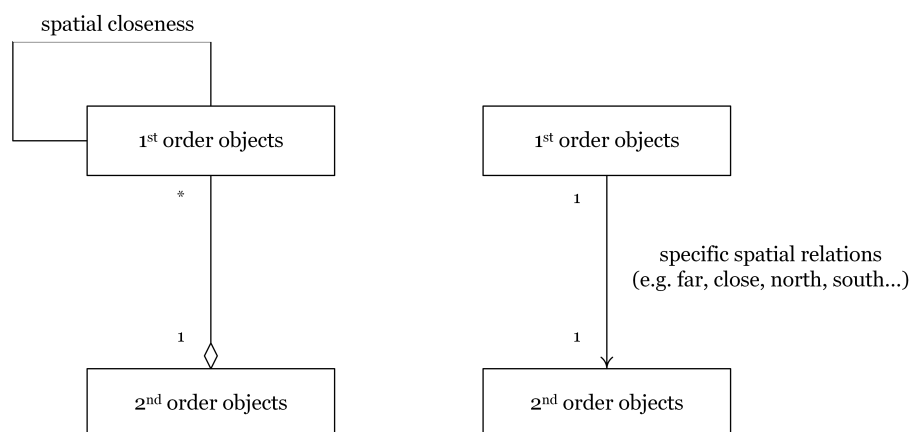 spatial closeness
1st order objects
*
1
2nd order objects
1st order objects
1
specific spatial relations
(e.g. far, close, north, south...)
1
2nd order objects